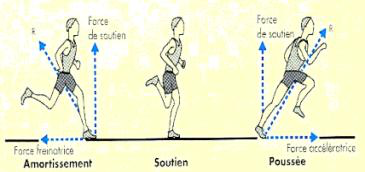 Force
de soutien
R
Force freinatrice
Amortissement
Soutien
Force
de soutien
R
Force accélératrice
Poussée